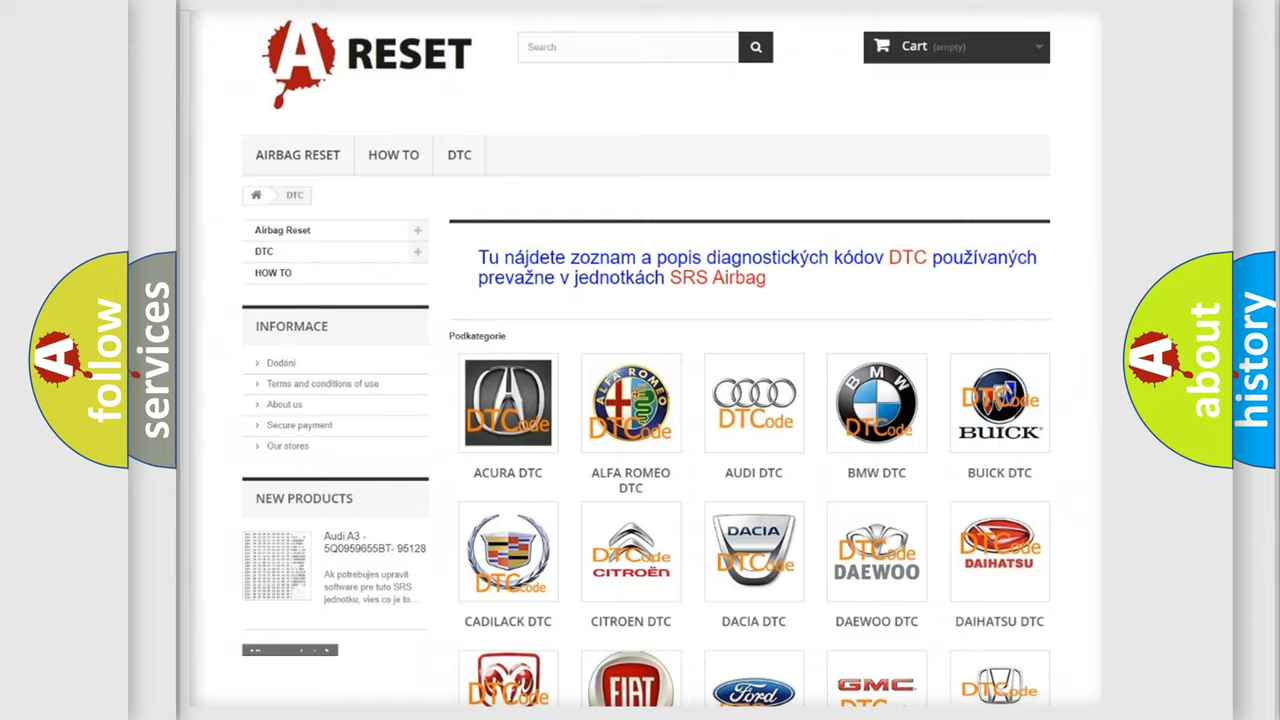 A RESET
Search
Cart (empty)
AIRBAG RESET
HOW TO
DTC
DTC
Airbag Reset
DTC
HOW TO
INFORMACE
Dodání
Terms and conditions of use
About us
Secure payment
Our stores
NEW PRODUCTS
Audi A3 -
5Q0959655BT- 95128
Ak potrebujes upravit
software pre tuto SRS
jednotku, vies co je to...
Tu nájdete zoznam a popis diagnostických kódov DTC používaných
prevažne v jednotkách SRS Airbag
Podkategorie
DTCode
ALFA ROMEO
DTCode
DTCode
BMW
DTCode
DTCode
BUICK
ACURA DTC
ALFA ROMEO
DTC
AUDI DTC
BMW DTC
BUICK DTC
DTCode
DTCode
CITROËN
DACIA
DTCode
DTCode
DAEWOO
DTCode
DAIHATSU
CADILACK DTC
CITROEN DTC
DACIA DTC
DAEWOO DTC
DAIHATSU DTC
DTCode
FIAT
Ford
GMC
DTCode
A follow
services
A about
history